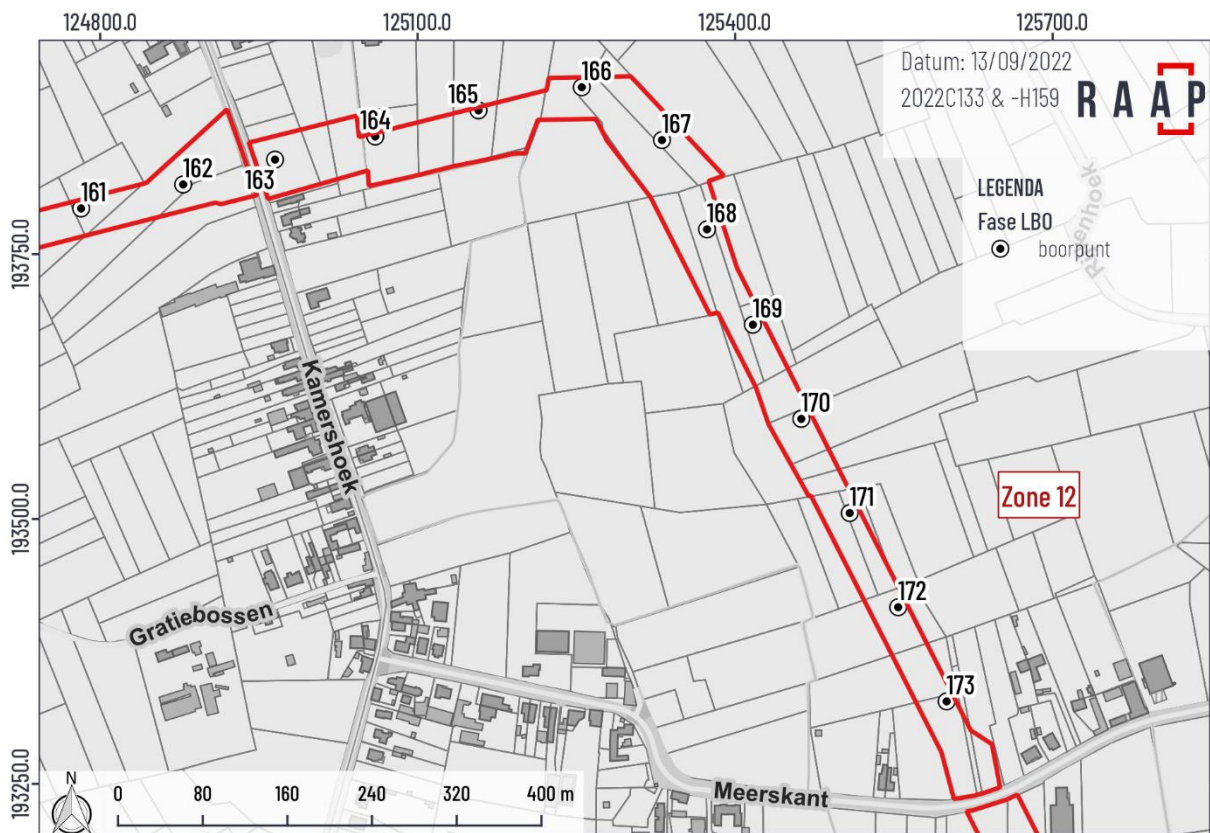 124800.0 125100.0 125400.0 125700.0
Datum: 13/09/2022
2022C133 & -H159
RAAP
LEGENDA
Fase LBO
boorpunt
193750.0
193500.0
193250.0
161
162
163
164
165
166
167
168
169
170
171
172
173
Zone 12
Kamershoek
Gratiebossen
Meerskant
N
0 80 160 240 320 400 m